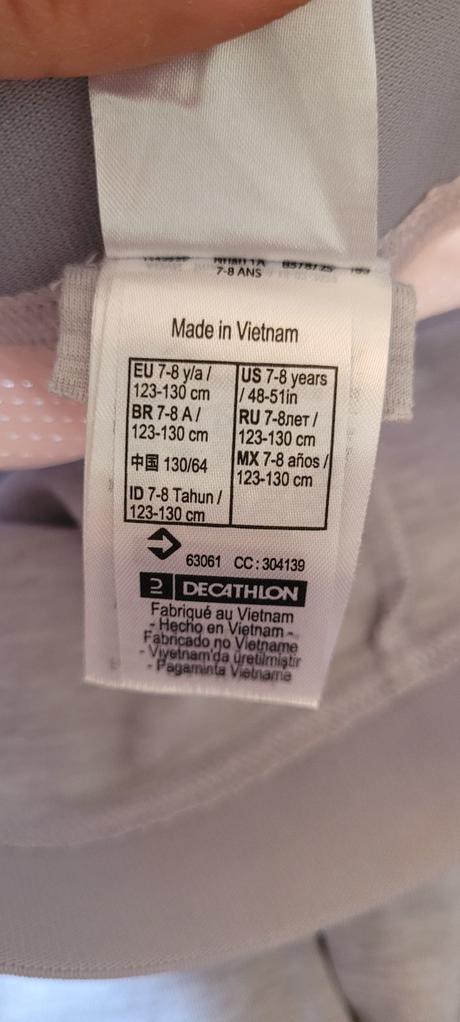 7-8 ANS
Made in Vietnam
EU 7-8 y/a /
123-130 cm
BR 7-8 A /
123-130 cm
中国 130/64
ID 7-8 Tahun /
123-130 cm
US 7-8 years
/ 48-51in
RU 7-8лет /
123-130 cm
MX 7-8 años /
123-130 cm
63061 CC : 304139
DECATHLON
Fabriqué au Vietnam
- Hecho en Vietnam -
Fabricado no Vietname
- Viyetnam'da üretilmiştir
- Pagaminta Vietname